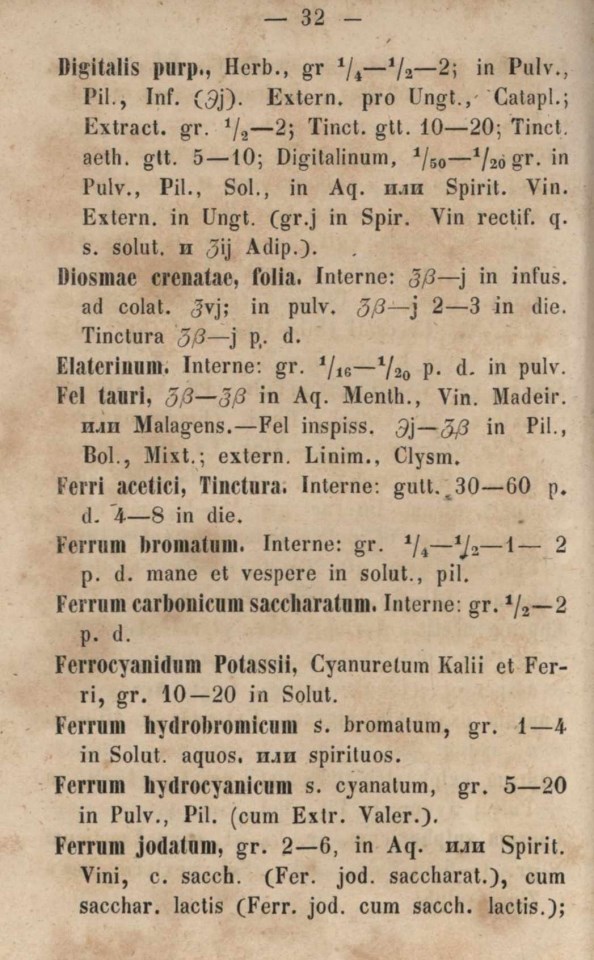 — 32 —
Digitalis purp., Herb., gr ¹/₄—¹/₂—2; in Pulv.,
Pil., Inf. (℈j). Extern. pro Ungt., Catapl.;
Extract. gr. ¹/₂—2; Tinct. gtt. 10—20; Tinct.
aeth. gtt. 5—10; Digitalinum, ¹/₅₀—¹/₂₀ gr. in
Pulv., Pil., Sol., in Aq. или Spirit. Vin.
Extern. in Ungt. (gr.j in Spir. Vin rectif. q.
s. solut. и ʒij Adip.).
Diosmae crenatae, folia. Interne: ʒβ—j in infus.
ad colat. ℥vj; in pulv. ʒβ—j 2—3 in die.
Tinctura ʒβ—j p. d.
Elaterinum. Interne: gr. ¹/₁₆—¹/₂₀ p. d. in pulv.
Fel tauri, ʒβ—℥β in Aq. Menth., Vin. Madeir.
или Malagens.—Fel inspiss. ℈j—ʒβ in Pil.,
Bol., Mixt.; extern. Linim., Clysm.
Ferri acetici, Tinctura. Interne: gutt. 30—60 p.
d. 4—8 in die.
Ferrum bromatum. Interne: gr. ¹/₄—¹/₂—1— 2
p. d. mane et vespere in solut., pil.
Ferrum carbonicum saccharatum. Interne: gr. ¹/₂—2
p. d.
Ferrocyanidum Potassii, Cyanuretum Kalii et Fer-
ri, gr. 10—20 in Solut.
Ferrum hydrobromicum s. bromatum, gr. 1—4
in Solut. aquos. или spirituos.
Ferrum hydrocyanicum s. cyanatum, gr. 5—20
in Pulv., Pil. (cum Extr. Valer.).
Ferrum jodatum, gr. 2—6, in Aq. или Spirit.
Vini, c. sacch. (Fer. jod. saccharat.), cum
sacchar. lactis (Ferr. jod. cum sacch. lactis.);